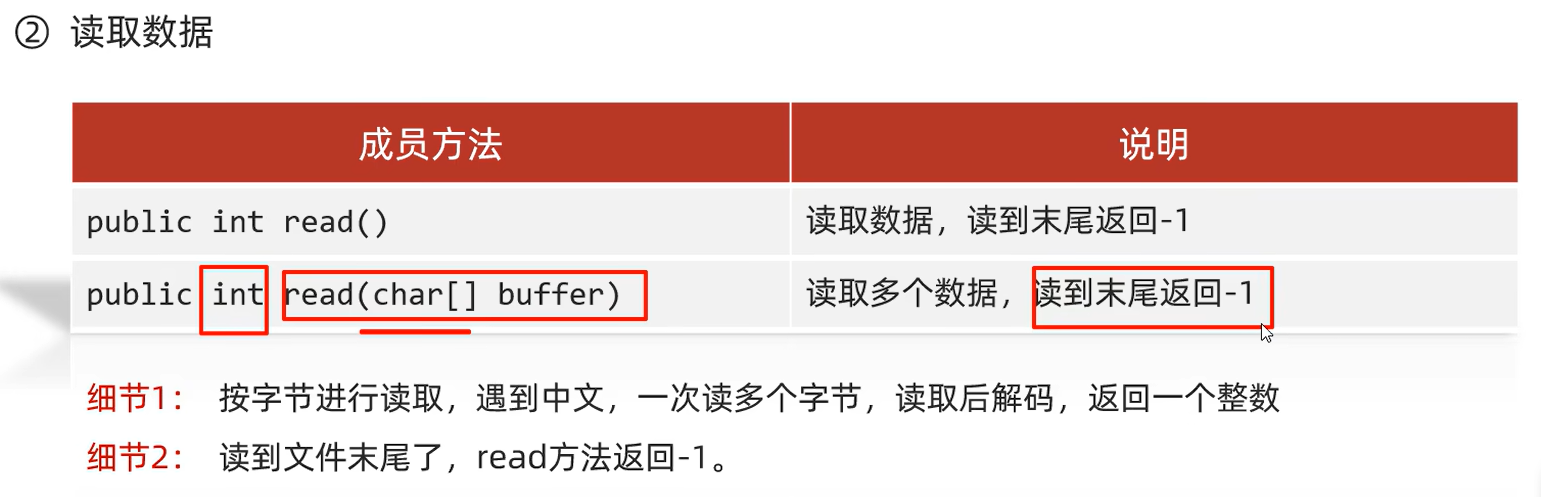 ② 读取数据
成员方法 说明
public int read() 读取数据，读到末尾返回-1
public int read(char[] buffer) 读取多个数据，读到末尾返回-1
细节1： 按字节进行读取，遇到中文，一次读多个字节，读取后解码，返回一个整数
细节2： 读到文件末尾了，read方法返回-1。